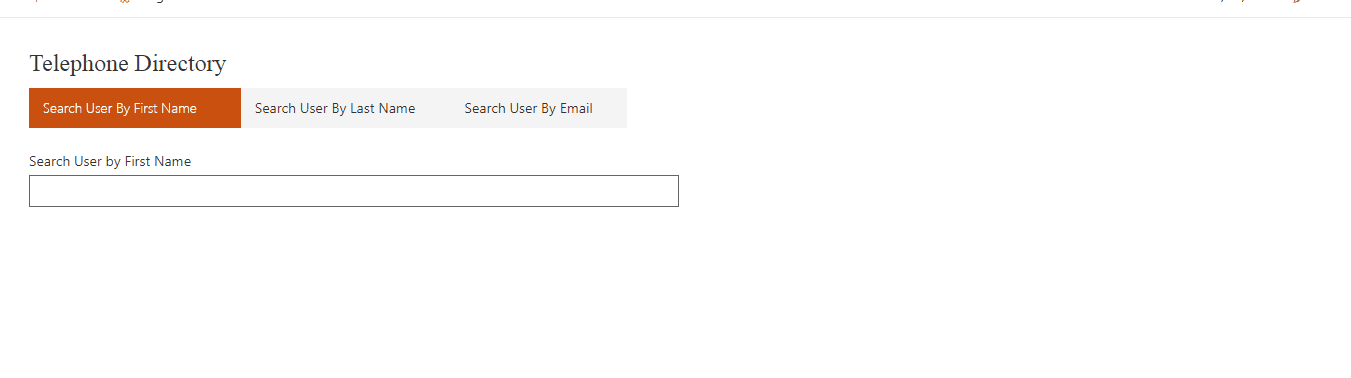 Telephone Directory
Search User By First Name
Search User By Last Name
Search User By Email
Search User by First Name